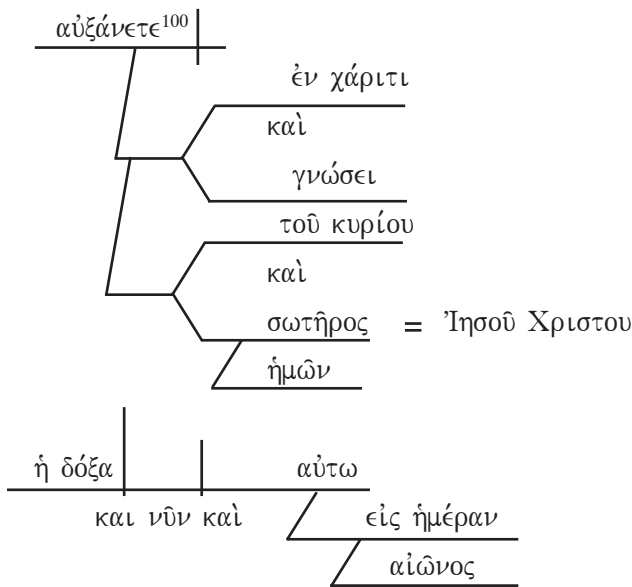 αὐξάνετε100
ἐν χάριτι
καὶ
γνώσει
τοῦ κυρίου
καὶ
σωτῆρος = Ἰησοῦ Χριστου
ἡμῶν
ἡ δόξα αὐτω
και νῦν καὶ εἰς ἡμέραν
αἰῶνος